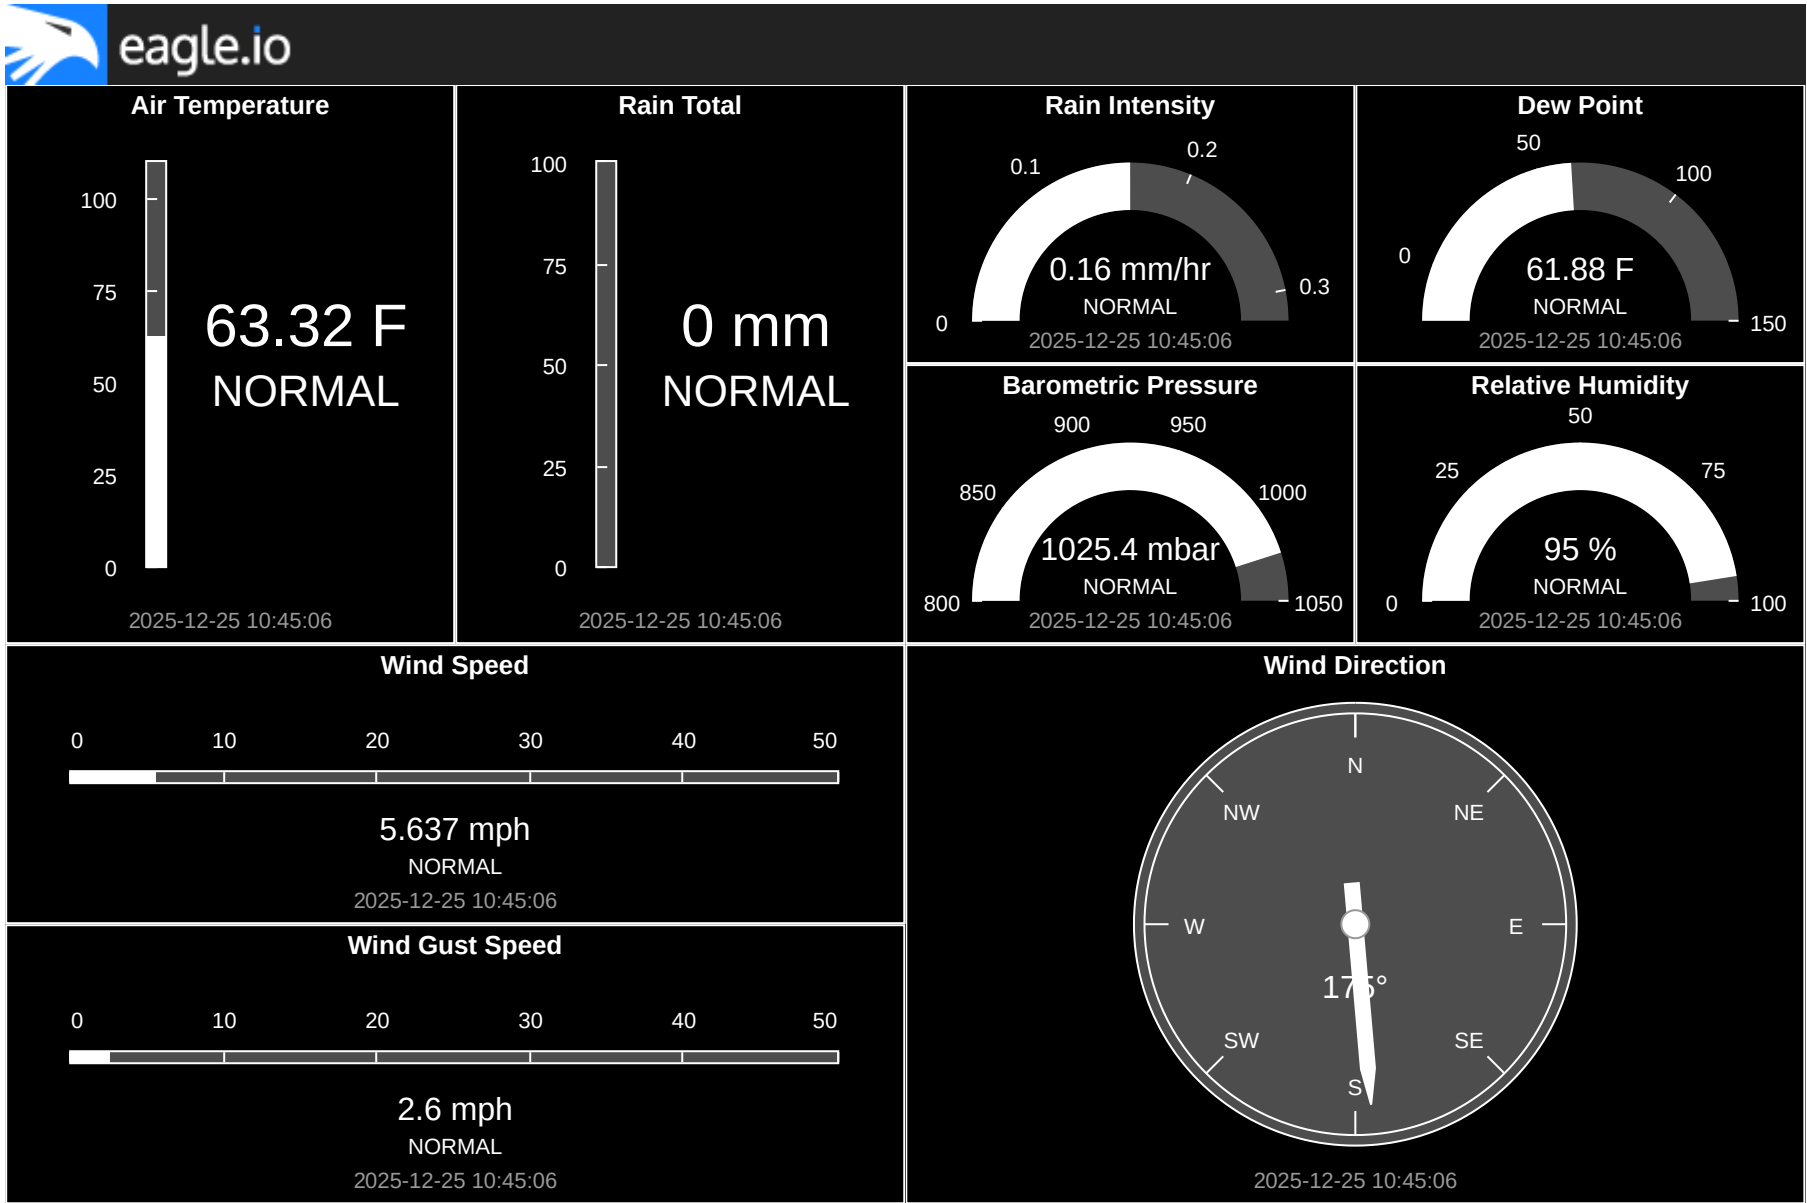 eagle.io
Air Temperature
100
75
50
25
0
63.32 F
NORMAL
2025-12-25 10:45:06
Rain Total
100
75
50
25
0
0 mm
NORMAL
2025-12-25 10:45:06
Rain Intensity
0
0.1
0.2
0.3
0.16 mm/hr
NORMAL
2025-12-25 10:45:06
Dew Point
0
50
100
150
61.88 F
NORMAL
2025-12-25 10:45:06
Barometric Pressure
800
850
900
950
1000
1050
1025.4 mbar
NORMAL
2025-12-25 10:45:06
Relative Humidity
0
25
50
75
100
95 %
NORMAL
2025-12-25 10:45:06
Wind Speed
0 10 20 30 40 50
5.637 mph
NORMAL
2025-12-25 10:45:06
Wind Gust Speed
0 10 20 30 40 50
2.6 mph
NORMAL
2025-12-25 10:45:06
Wind Direction
N
NW NE
W E
175°
SW SE
S
2025-12-25 10:45:06